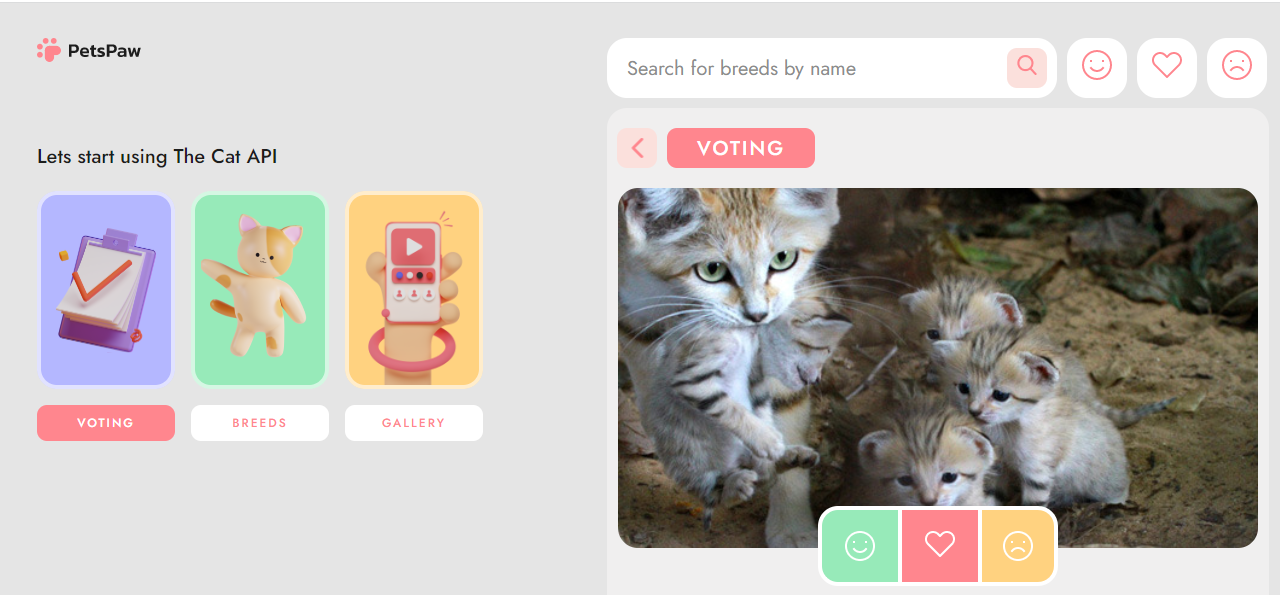 PetsPaw
Lets start using The Cat API
VOTING
BREEDS
GALLERY
Search for breeds by name
VOTING